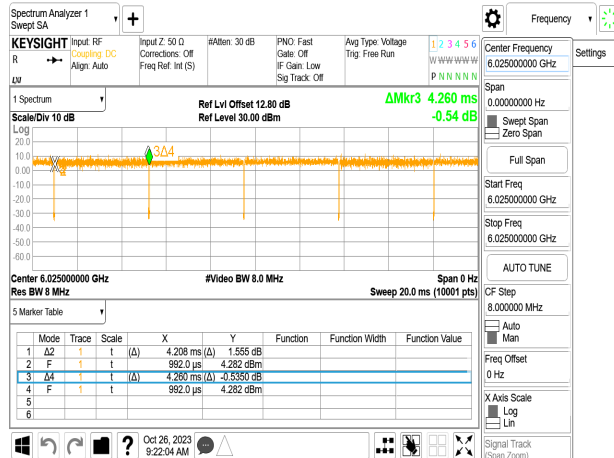 Spectrum Analyzer 1
Swept SA
Frequency
Settings
KEYSIGHT
R
LXI
Input: RF
Coupling: DC
Align: Auto
Input Z: 50 Ω
Corrections: Off
Freq Ref: Int (S)
#Atten: 30 dB
PNO: Fast
Gate: Off
IF Gain: Low
Sig Track: Off
Avg Type: Voltage
Trig: Free Run
1 2 3 4 5 6
W W W W W W
P N N N N N
1 Spectrum
Scale/Div 10 dB
Ref Lvl Offset 12.80 dB
Ref Level 30.00 dBm
ΔMkr3 4.260 ms
-0.54 dB
Log
20.0
10.0
0.00
-10.0
-20.0
-30.0
-40.0
-50.0
-60.0
3Δ4
Center 6.025000000 GHz
Res BW 8 MHz
#Video BW 8.0 MHz
Span 0 Hz
Sweep 20.0 ms (10001 pts)
5 Marker Table
Mode Trace Scale X Y Function Function Width Function Value
1 Δ2 1 t (Δ) 4.208 ms (Δ) 1.555 dB
2 F 1 t 992.0 µs 4.282 dBm
3 Δ4 1 t (Δ) 4.260 ms (Δ) -0.5350 dB
4 F 1 t 992.0 µs 4.282 dBm
5
6
?
Oct 26, 2023
9:22:04 AM
Center Frequency
6.025000000 GHz
Span
0.00000000 Hz
Swept Span
Zero Span
Full Span
Start Freq
6.025000000 GHz
Stop Freq
6.025000000 GHz
AUTO TUNE
CF Step
8.000000 MHz
Auto
Man
Freq Offset
0 Hz
X Axis Scale
Log
Lin
Signal Track
(Span Zoom)